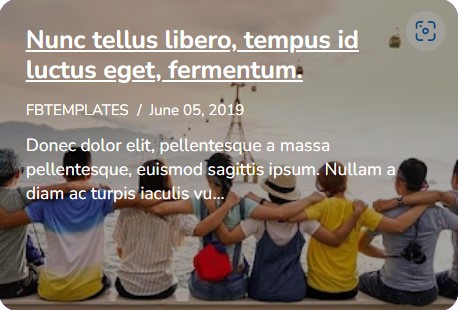 Nunc tellus libero, tempus id
luctus eget, fermentum.
FBTEMPLATES / June 05, 2019
Donec dolor elit, pellentesque a massa
pellentesque, euismod sagittis ipsum. Nullam a
diam ac turpis iaculis vu...